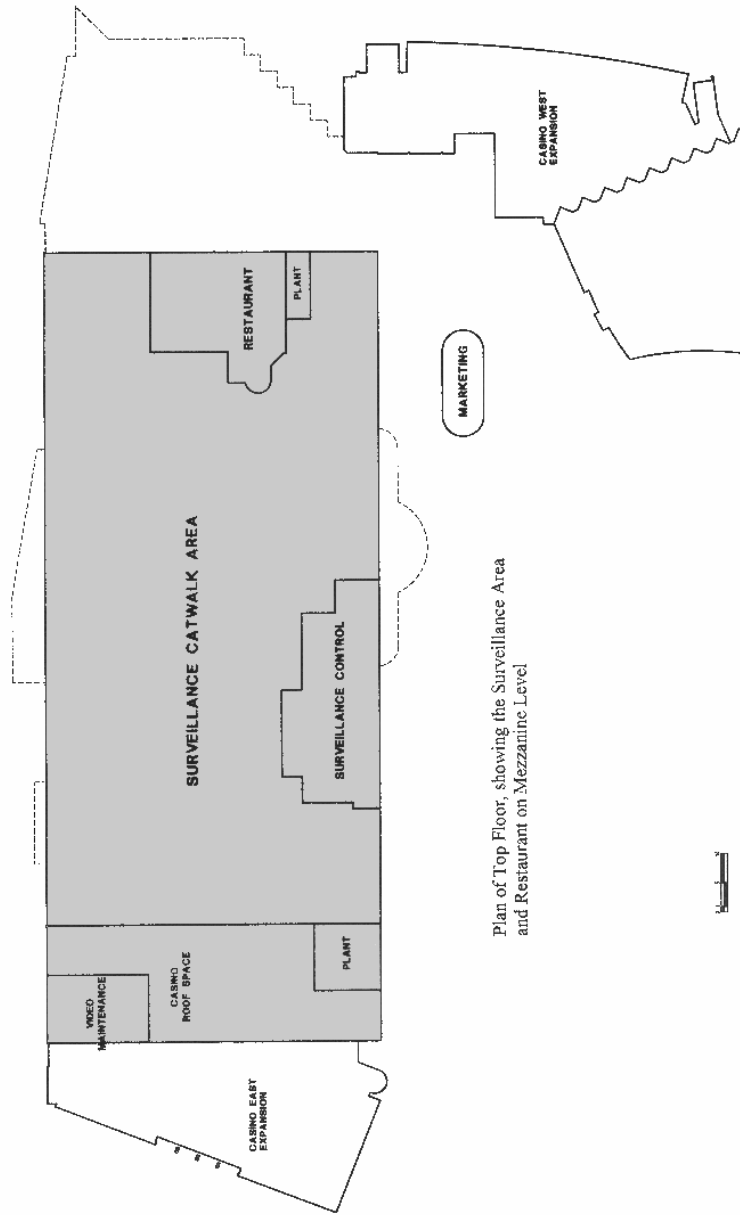 VIDEO
MAINTENANCE
CASINO
ROOF SPACE
PLANT
CASINO EAST
EXPANSION
SURVEILLANCE CATWALK AREA
SURVEILLANCE CONTROL
RESTAURANT
PLANT
MARKETING
CASINO WEST
EXPANSION
Plan of Top Floor, showing the Surveillance Area
and Restaurant on Mezzanine Level